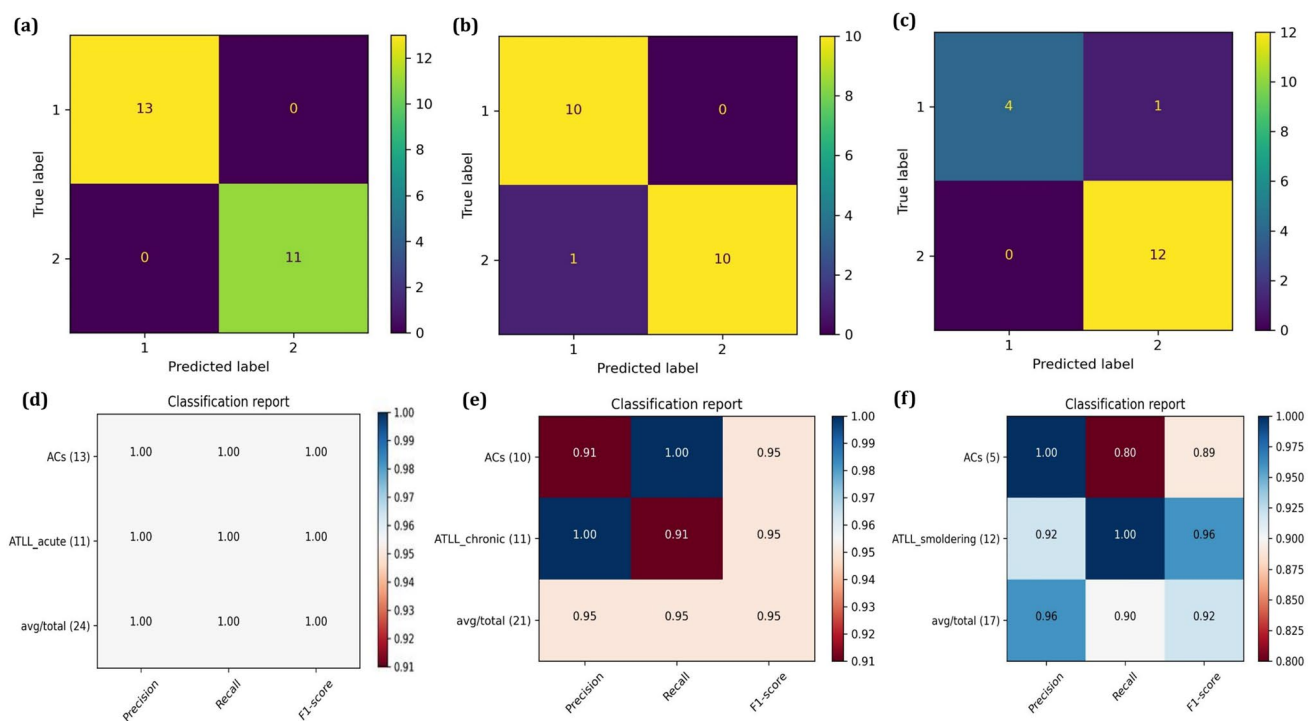 (a)
True label
1
2
13
0
0
11
1
2
Predicted label
12
10
8
6
4
2
0
(b)
True label
1
2
10
0
1
10
1
2
Predicted label
10
8
6
4
2
0
(c)
True label
1
2
4
1
0
12
1
2
Predicted label
12
10
8
6
4
2
0
(d)
Classification report
ACs (13)
1.00 1.00 1.00
ATLL_acute (11)
1.00 1.00 1.00
avg/total (24)
1.00 1.00 1.00
Precision
Recall
F1-score
1.00
0.99
0.98
0.97
0.96
0.95
0.94
0.93
0.92
0.91
(e)
Classification report
ACs (10)
0.91 1.00 0.95
ATLL_chronic (11)
1.00 0.91 0.95
avg/total (21)
0.95 0.95 0.95
Precision
Recall
F1-score
1.00
0.99
0.98
0.97
0.96
0.95
0.94
0.93
0.92
0.91
(f)
Classification report
ACs (5)
1.00 0.80 0.89
ATLL_smoldering (12)
0.92 1.00 0.96
avg/total (17)
0.96 0.90 0.92
Precision
Recall
F1-score
1.000
0.975
0.950
0.925
0.900
0.875
0.850
0.825
0.800